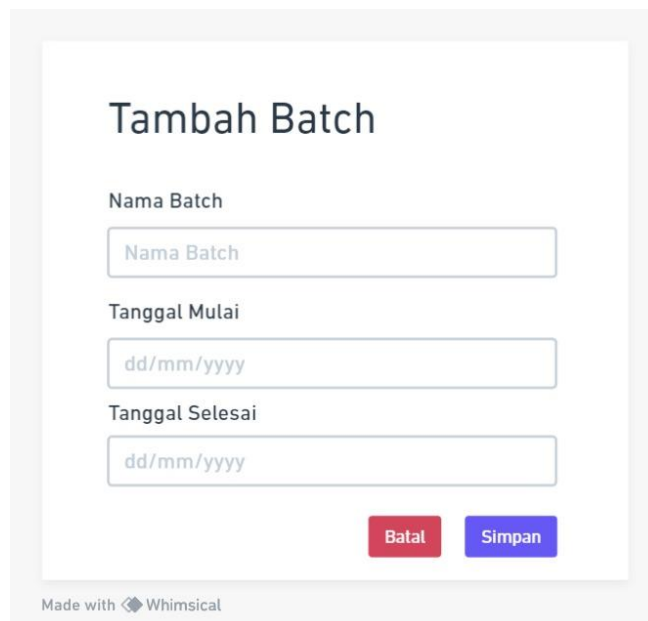 Tambah Batch
Nama Batch
Nama Batch
Tanggal Mulai
dd/mm/yyyy
Tanggal Selesai
dd/mm/yyyy
Batal Simpan
Made with Whimsical